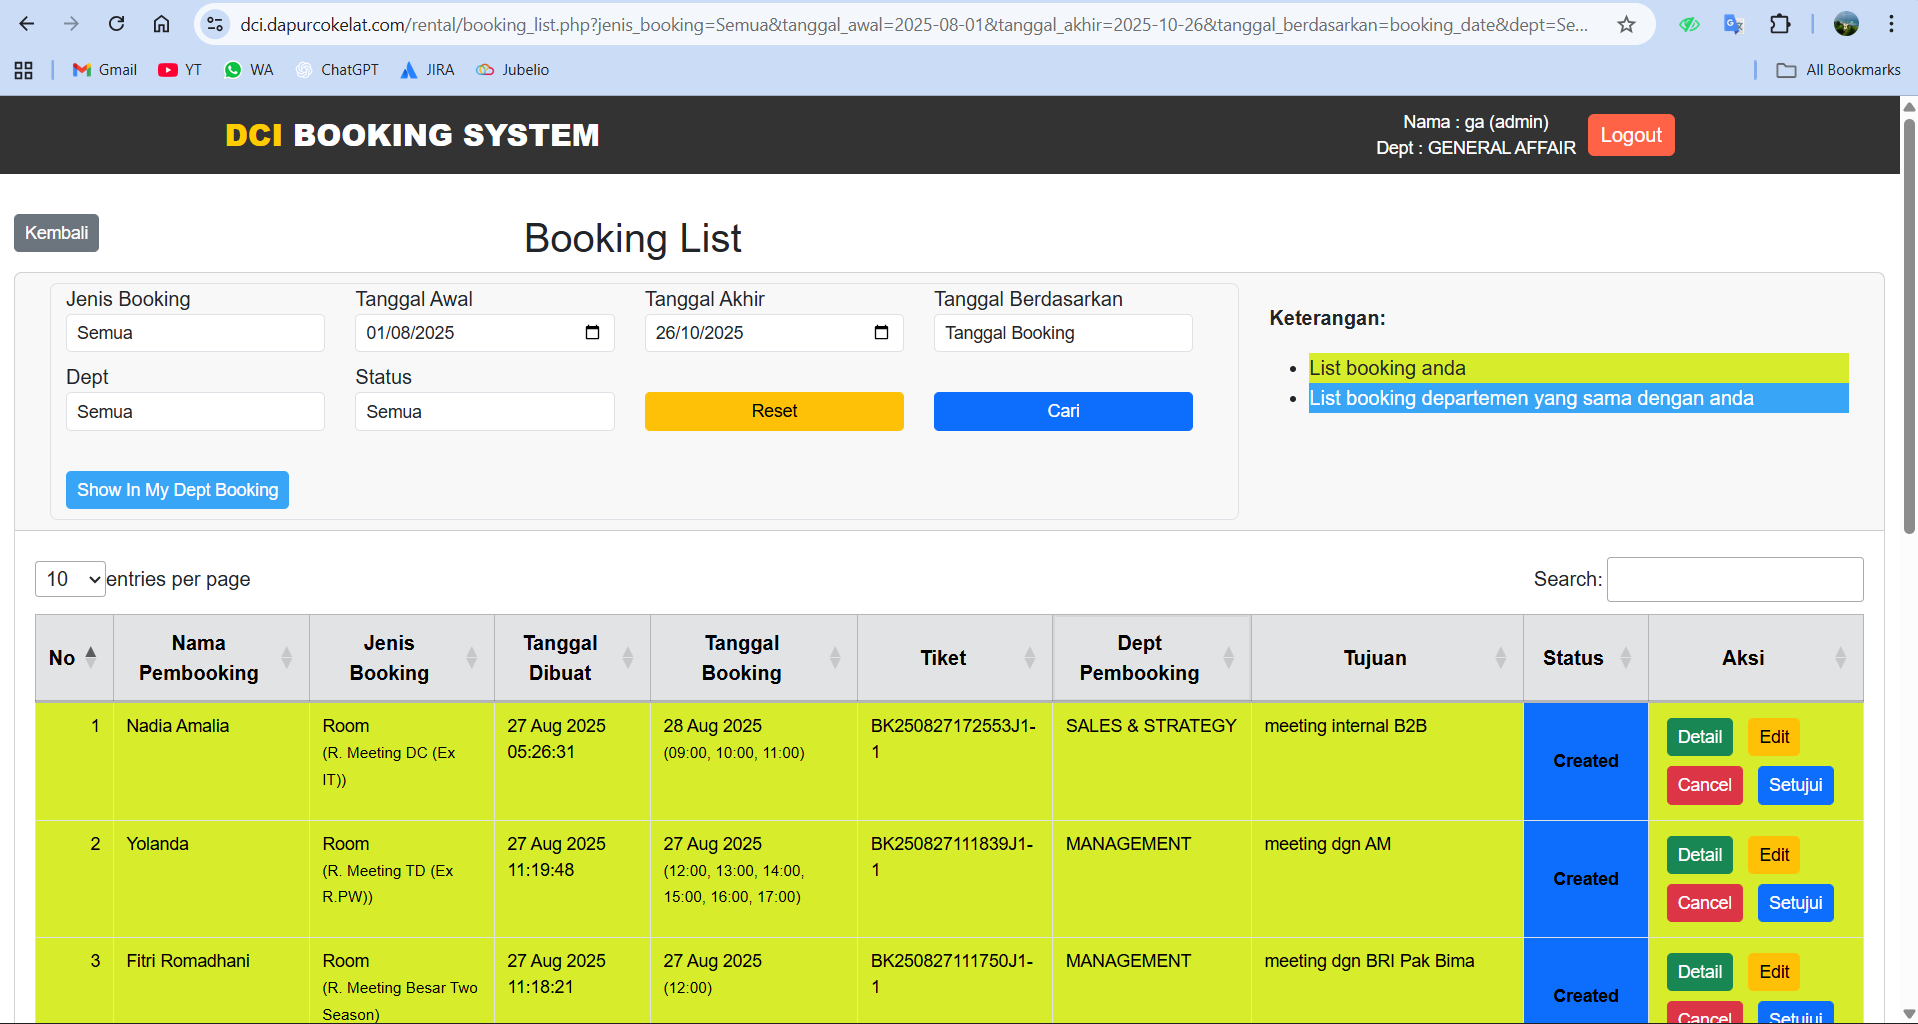 dci.dapurcokelat.com/rental/booking_list.php?jenis_booking=Semua&tanggal_awal=2025-08-01&tanggal_akhir=2025-10-26&tanggal_berdasarkan=booking_date&dept=Se...
Gmail YT WA ChatGPT JIRA Jubelio All Bookmarks
DCI BOOKING SYSTEM
Nama : ga (admin)
Dept : GENERAL AFFAIR
Logout
Kembali
Booking List
Jenis Booking Tanggal Awal Tanggal Akhir Tanggal Berdasarkan
Semua 01/08/2025 26/10/2025 Tanggal Booking
Dept Status
Semua Semua Reset Cari
Show In My Dept Booking
Keterangan:
List booking anda
List booking departemen yang sama dengan anda
10 entries per page
Search:
No Nama Pembooking Jenis Booking Tanggal Dibuat Tanggal Booking Tiket Dept Pembooking Tujuan Status Aksi
1 Nadia Amalia Room 27 Aug 2025 28 Aug 2025 BK250827172553J1- SALES & STRATEGY meeting internal B2B
(R. Meeting DC (Ex 05:26:31 (09:00, 10:00, 11:00) 1
IT))
Created
Detail Edit
Cancel Setujui
2 Yolanda Room 27 Aug 2025 27 Aug 2025 BK250827111839J1- MANAGEMENT meeting dgn AM
(R. Meeting TD (Ex 11:19:48 (12:00, 13:00, 14:00, 1
R.PW)) 15:00, 16:00, 17:00)
Created
Detail Edit
Cancel Setujui
3 Fitri Romadhani Room 27 Aug 2025 27 Aug 2025 BK250827111750J1- MANAGEMENT meeting dgn BRI Pak Bima
(R. Meeting Besar Two 11:18:21 (12:00) 1
Season)
Created
Detail Edit
Cancel Setujui